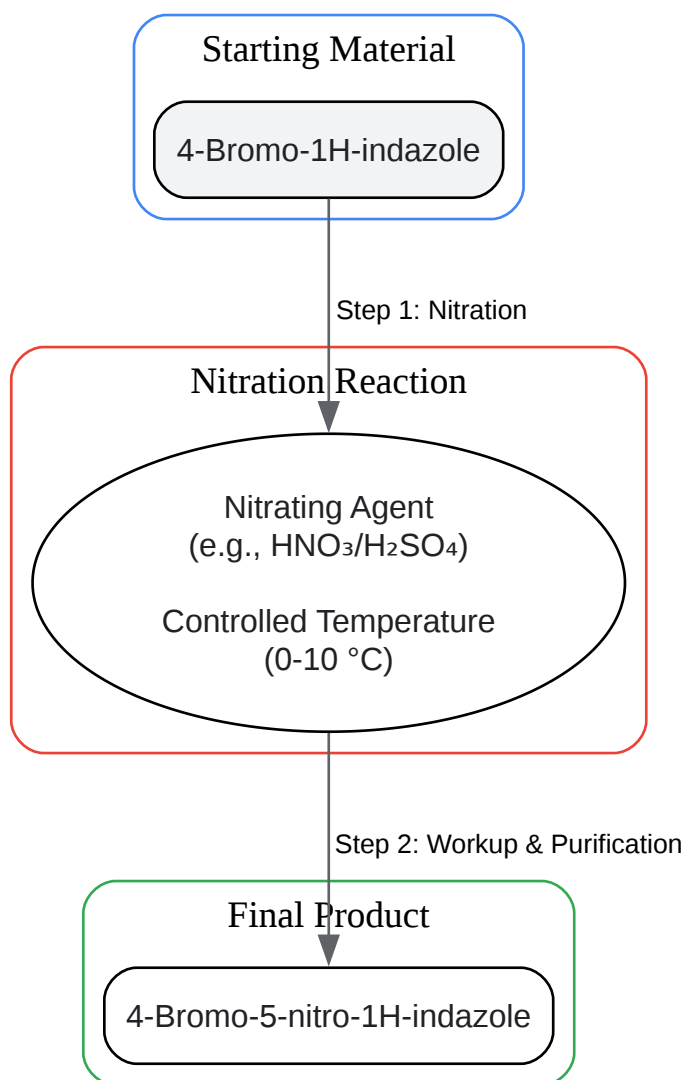 Starting Material
4-Bromo-1H-indazole
Step 1: Nitration
Nitration Reaction
Nitrating Agent
(e.g., HNO₃/H₂SO₄)
Controlled Temperature
(0-10 °C)
Step 2: Workup & Purification
Final Product
4-Bromo-5-nitro-1H-indazole